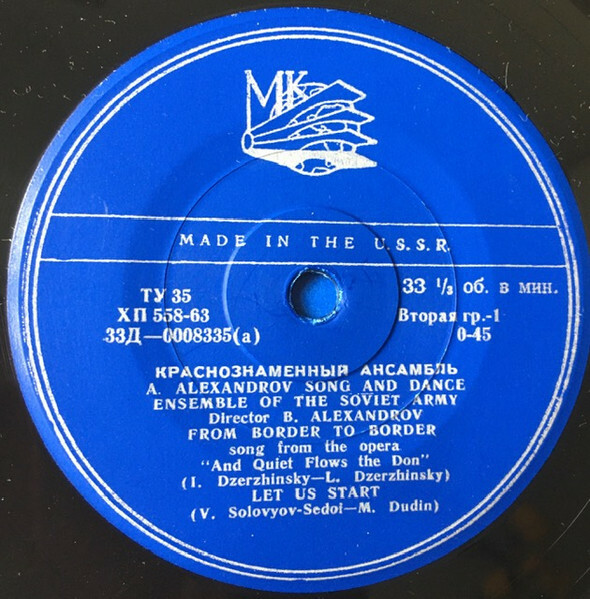 МК
MADE IN THE U.S.S.R.
ТУ 35
ХП 558-63
33Д—0008335(а)
33 ⅓ об. в мин.
Вторая гр.-1
0-45
КРАСНОЗНАМЕННЫЙ АНСАМБЛЬ
A. ALEXANDROV SONG AND DANCE
ENSEMBLE OF THE SOVIET ARMY
Director B. ALEXANDROV
FROM BORDER TO BORDER
song from the opera
"And Quiet Flows the Don"
(I. Dzerzhinsky—L. Dzerzhinsky)
LET US START
(V. Solovyov-Sedoi—M. Dudin)